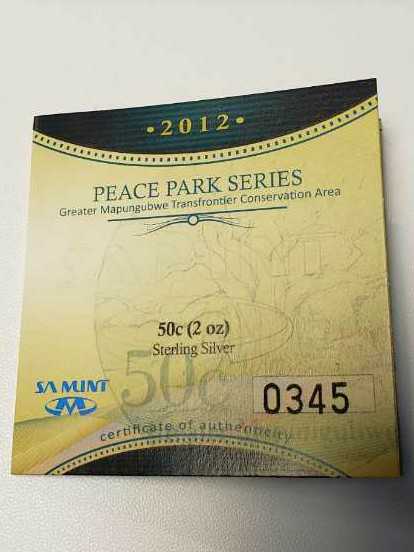 • 2012 •
PEACE PARK SERIES
Greater Mapungubwe Transfrontier Conservation Area
50c (2 oz)
Sterling Silver
50c
SA MINT
0345
certificate of authenticity